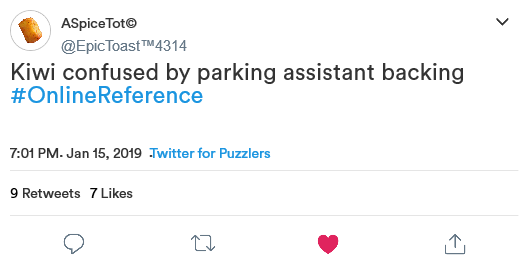 ASpiceTot©
@EpicToast™4314
Kiwi confused by parking assistant backing
#OnlineReference
7:01 PM. Jan 15, 2019 · Twitter for Puzzlers
9 Retweets 7 Likes